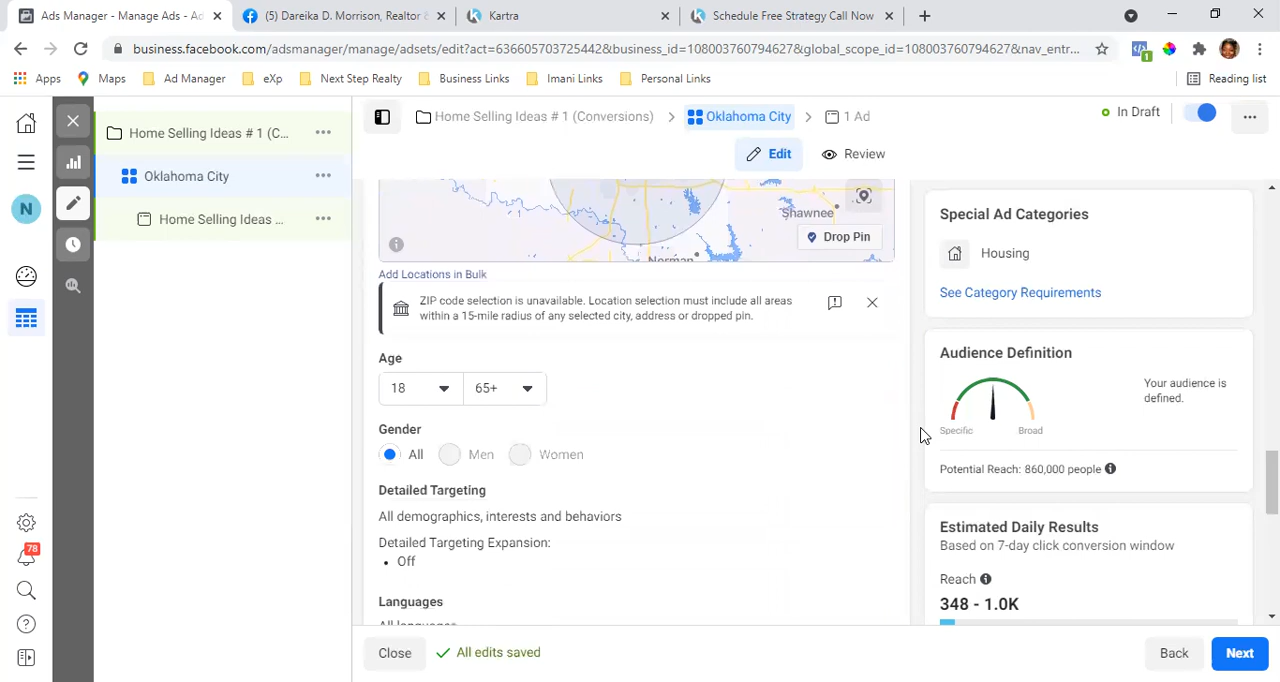 Ads Manager - Manage Ads - Ad
(5) Dareika D. Morrison, Realtor &
Kartra
Schedule Free Strategy Call Now
business.facebook.com/adsmanager/manage/adsets/edit?act=636605703725442&business_id=108003760794627&global_scope_id=108003760794627&nav_entr...
1
Apps
Maps
Ad Manager
eXp
Next Step Realty
Business Links
Imani Links
Personal Links
Reading list
Home Selling Ideas # 1 (C...
Oklahoma City
Home Selling Ideas ...
N
78
Home Selling Ideas # 1 (Conversions)
Oklahoma City
1 Ad
In Draft
Edit
Review
Shawnee
Drop Pin
Norman
Add Locations in Bulk
ZIP code selection is unavailable. Location selection must include all areas
within a 15-mile radius of any selected city, address or dropped pin.
Age
18
65+
Gender
All
Men
Women
Detailed Targeting
All demographics, interests and behaviors
Detailed Targeting Expansion:
• Off
Languages
All languages
Close
All edits saved
Special Ad Categories
Housing
See Category Requirements
Audience Definition
Your audience is
defined.
Specific
Broad
Potential Reach: 860,000 people
Estimated Daily Results
Based on 7-day click conversion window
Reach
348 - 1.0K
Back
Next